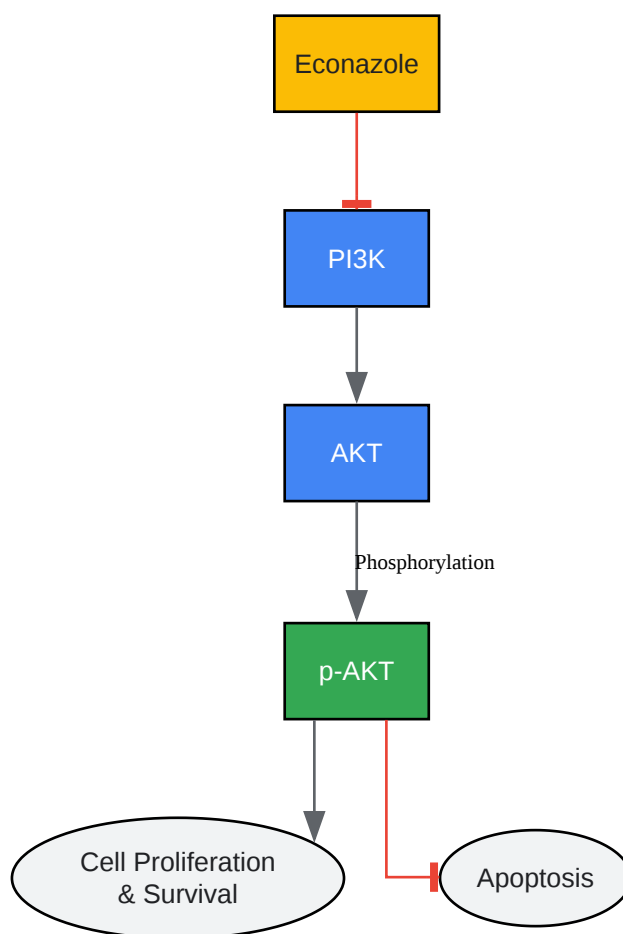 Econazole
PI3K
AKT
Phosphorylation
p-AKT
Cell Proliferation
& Survival
Apoptosis